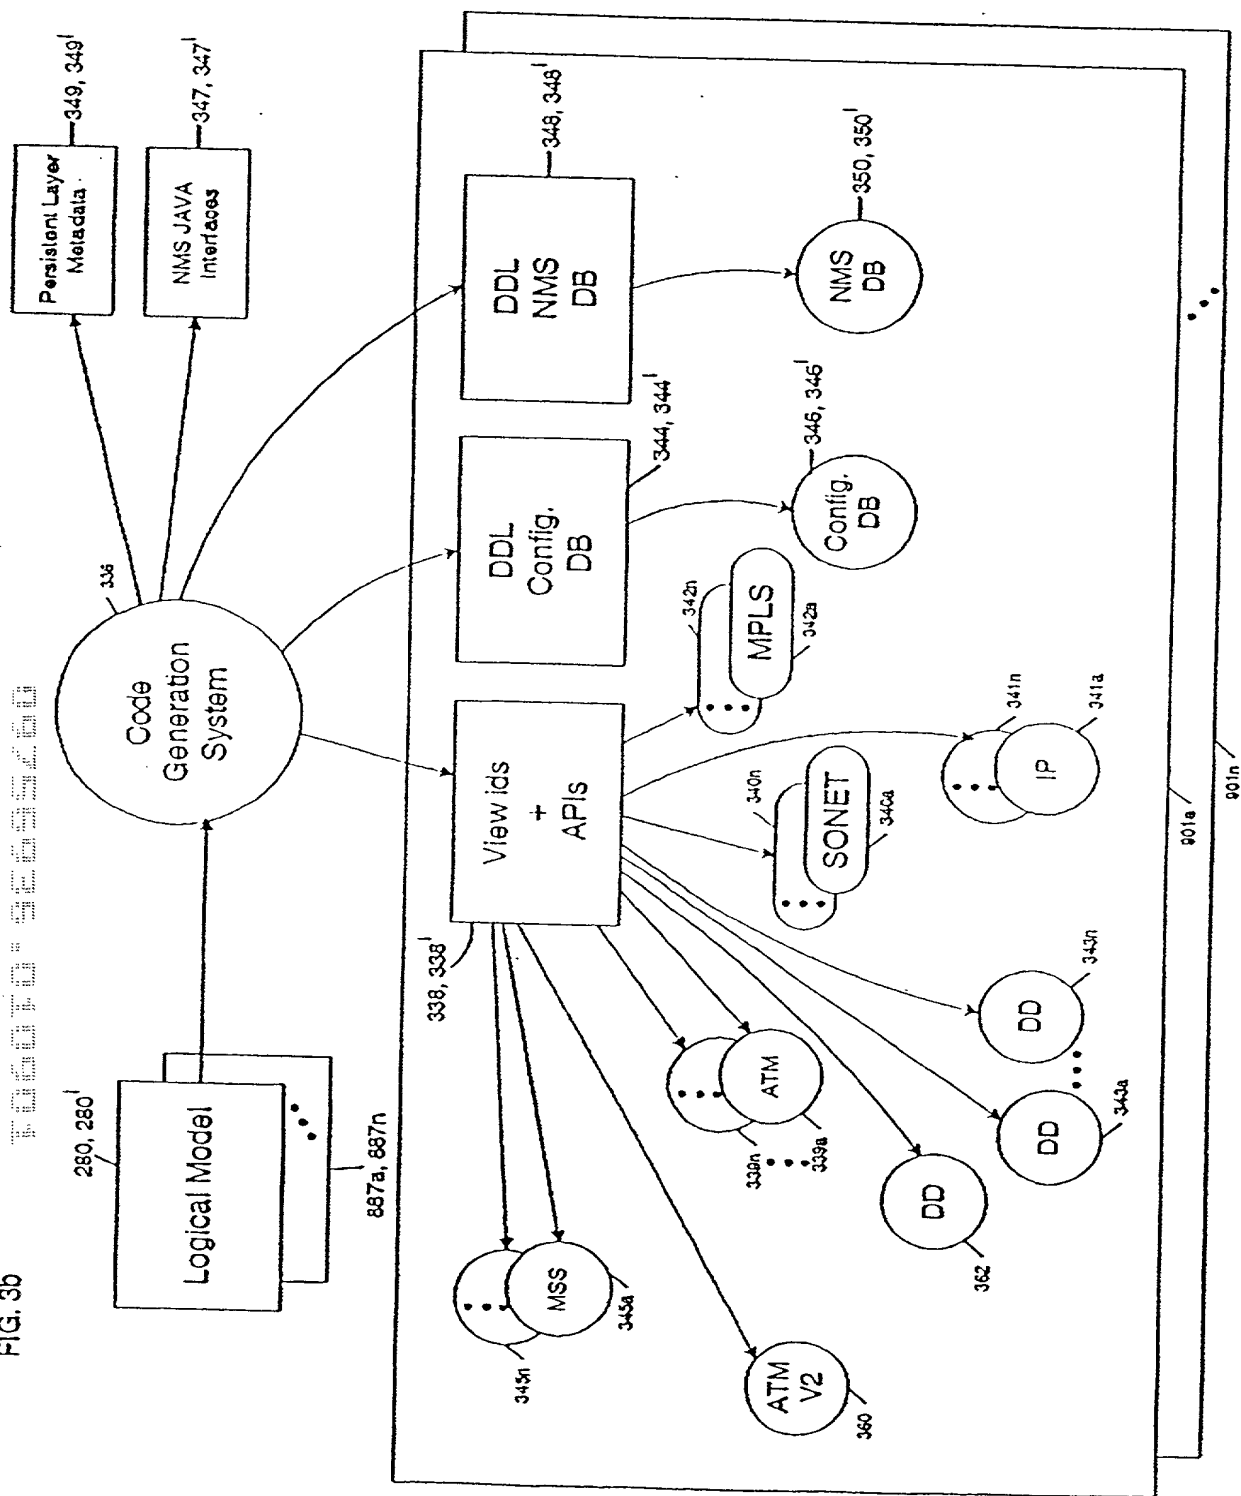 FIG. 3b
280, 280'
Logical Model
887a, 887n
Code
Generation
System
336
Persistent Layer
Metadata
349, 349'
NMS JAVA
Interfaces
347, 347'
338, 338'
View ids
+
APIs
DDL
Config.
DB
344, 344'
DDL
NMS
DB
348, 348'
345n
MSS
345a
ATM
V2
360
339n
ATM
339a
DD
362
DD
343a
DD
343n
340n
SONET
340a
342n
MPLS
342a
341n
IP
341a
Config.
DB
346, 346'
NMS
DB
350, 350'
901a
901n